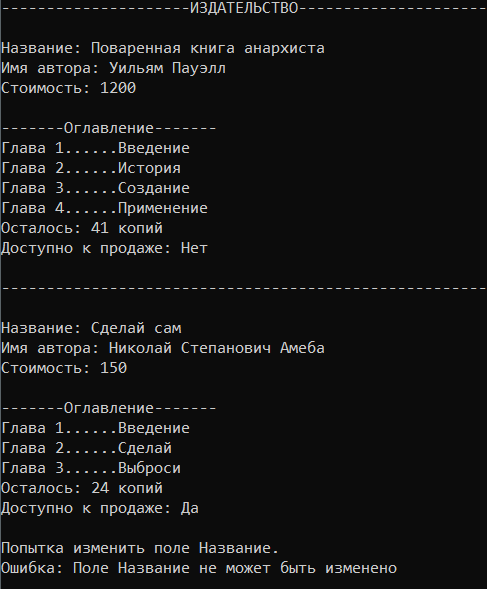 ---------------------ИЗДАТЕЛЬСТВО---------------------
Название: Поваренная книга анархиста
Имя автора: Уильям Пауэлл
Стоимость: 1200
-------Оглавление-------
Глава 1......Введение
Глава 2......История
Глава 3......Создание
Глава 4......Применение
Осталось: 41 копий
Доступно к продаже: Нет
------------------------------------------------------
Название: Сделай сам
Имя автора: Николай Степанович Амеба
Стоимость: 150
-------Оглавление-------
Глава 1......Введение
Глава 2......Сделай
Глава 3......Выброси
Осталось: 24 копий
Доступно к продаже: Да
Попытка изменить поле Название.
Ошибка: Поле Название не может быть изменено